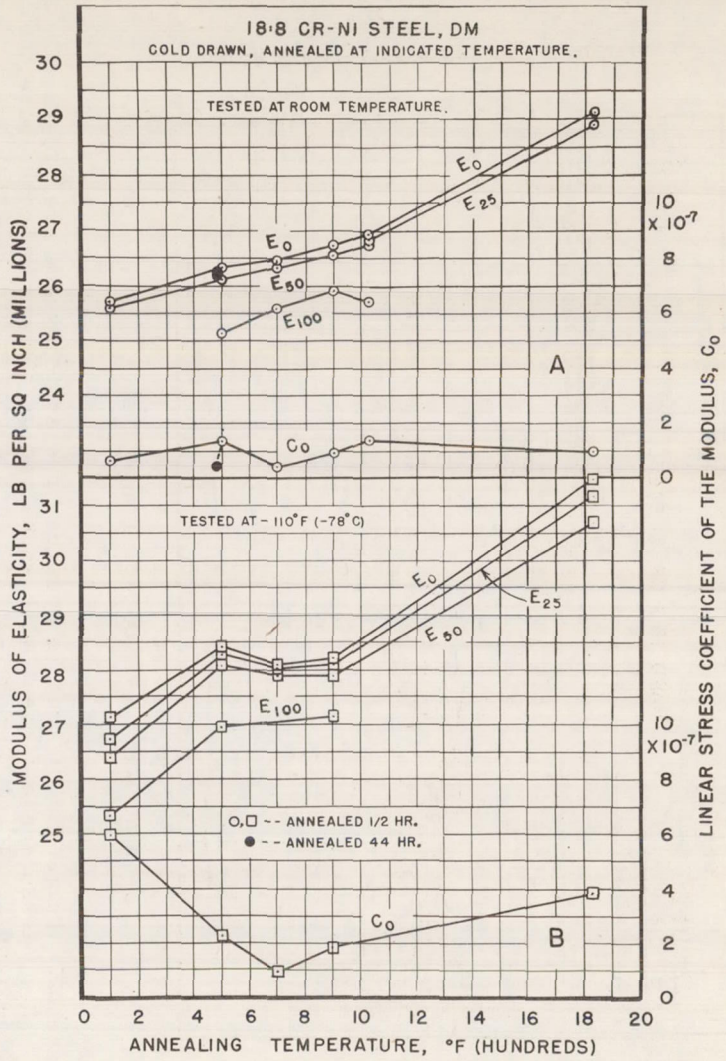 18:8 CR-NI STEEL, DM
COLD DRAWN, ANNEALED AT INDICATED TEMPERATURE.
TESTED AT ROOM TEMPERATURE.
30
29
28
27
26
25
24
MODULUS OF ELASTICITY, LB PER SQ INCH (MILLIONS)
E0
E25
E0
E50
E100
A
C0
10
X 10-7
8
6
4
2
0
LINEAR STRESS COEFFICIENT OF THE MODULUS, C0
TESTED AT -110°F (-78°C)
31
30
29
28
27
26
25
E0
E25
E50
E100
O,□ -- ANNEALED 1/2 HR.
● -- ANNEALED 44 HR.
C0
B
10
X10-7
8
6
4
2
0
0 2 4 6 8 10 12 14 16 18 20
ANNEALING TEMPERATURE, °F (HUNDREDS)